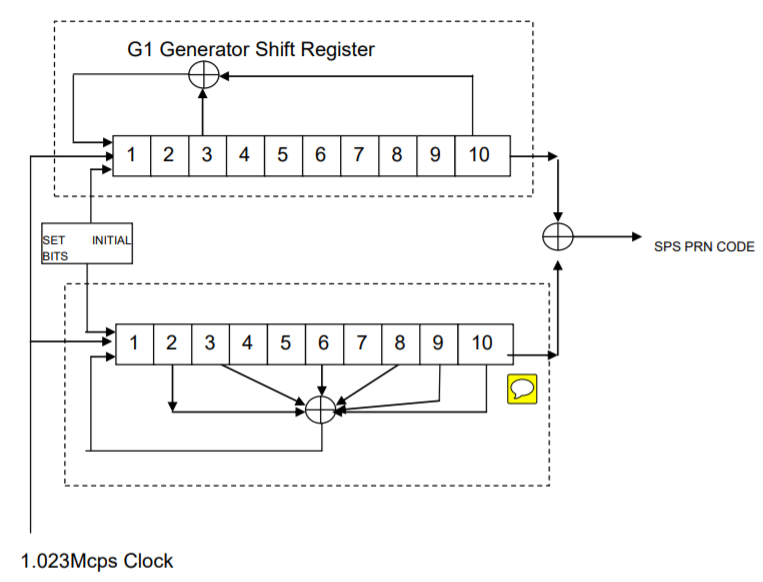 G1 Generator Shift Register
1 2 3 4 5 6 7 8 9 10
SET INITIAL
BITS
SPS PRN CODE
1 2 3 4 5 6 7 8 9 10
1.023Mcps Clock